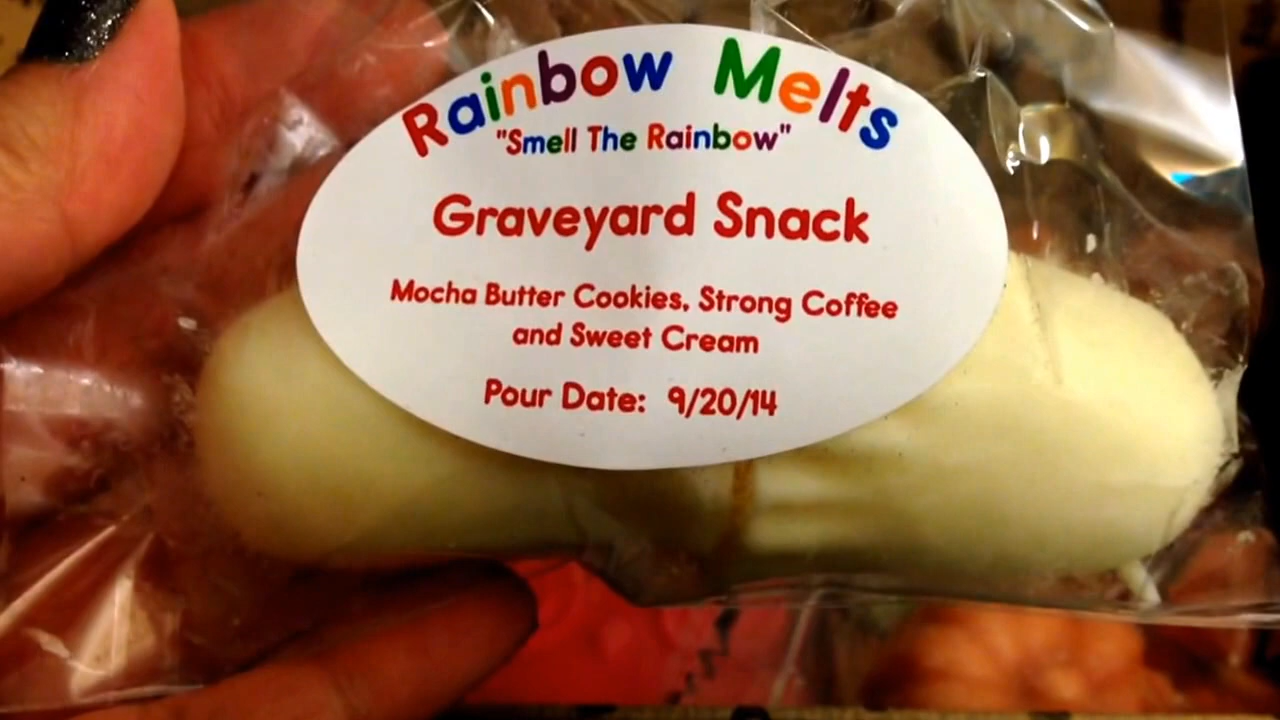 Rainbow Melts
"Smell The Rainbow"
Graveyard Snack
Mocha Butter Cookies, Strong Coffee
and Sweet Cream
Pour Date: 9/20/14